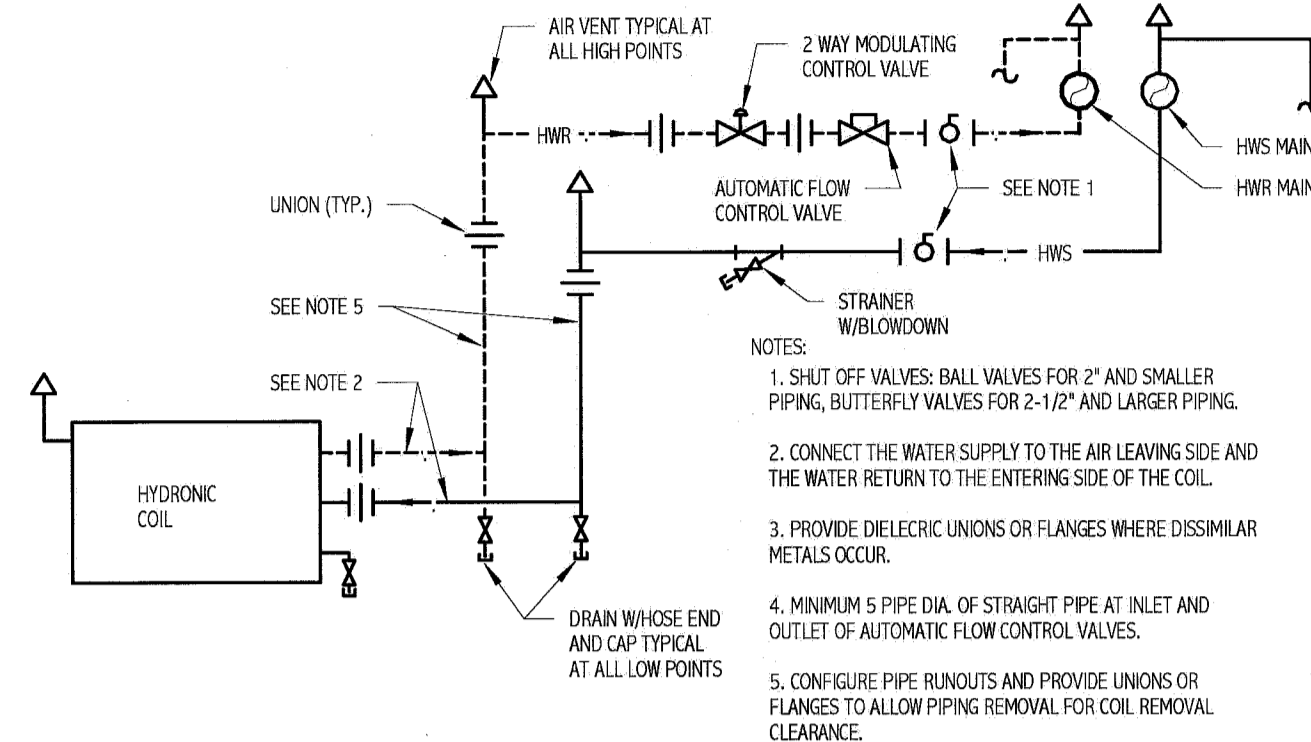 AIR VENT TYPICAL AT
ALL HIGH POINTS
2 WAY MODULATING
CONTROL VALVE
HWR
HWS MAIN
HWR MAIN
UNION (TYP.)
AUTOMATIC FLOW
CONTROL VALVE
SEE NOTE 1
HWS
SEE NOTE 5
STRAINER
W/BLOWDOWN
SEE NOTE 2
HYDRONIC
COIL
DRAIN W/HOSE END
AND CAP TYPICAL
AT ALL LOW POINTS
NOTES:
1. SHUT OFF VALVES: BALL VALVES FOR 2" AND SMALLER
PIPING, BUTTERFLY VALVES FOR 2-1/2" AND LARGER PIPING.
2. CONNECT THE WATER SUPPLY TO THE AIR LEAVING SIDE AND
THE WATER RETURN TO THE ENTERING SIDE OF THE COIL.
3. PROVIDE DIELECRIC UNIONS OR FLANGES WHERE DISSIMILAR
METALS OCCUR.
4. MINIMUM 5 PIPE DIA. OF STRAIGHT PIPE AT INLET AND
OUTLET OF AUTOMATIC FLOW CONTROL VALVES.
5. CONFIGURE PIPE RUNOUTS AND PROVIDE UNIONS OR
FLANGES TO ALLOW PIPING REMOVAL FOR COIL REMOVAL
CLEARANCE.